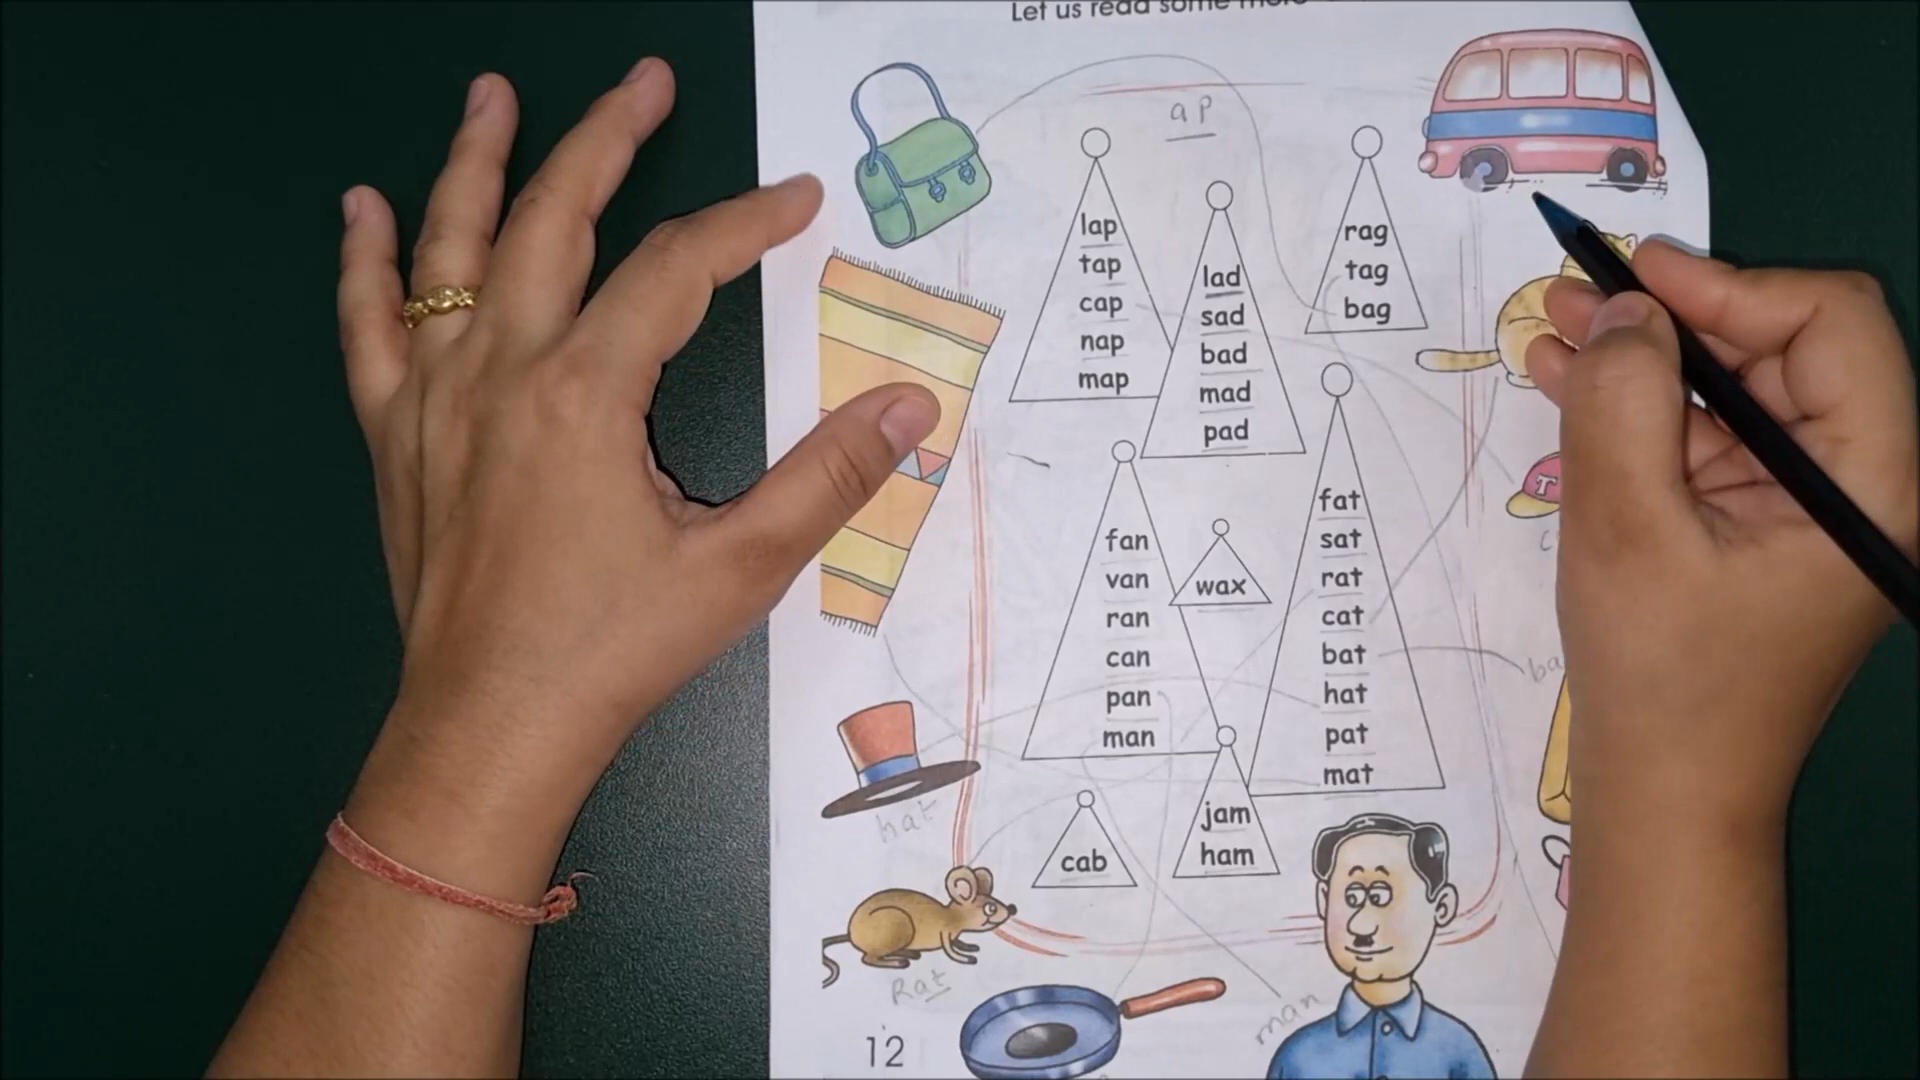 Let us read some more
ap
lap
tap
cap
nap
map
lad
sad
bad
mad
pad
rag
tag
bag
T
fan
van
ran
can
pan
man
wax
fat
sat
rat
cat
bat
hat
pat
mat
ba
hat
jam
ham
cab
Rat
man
12